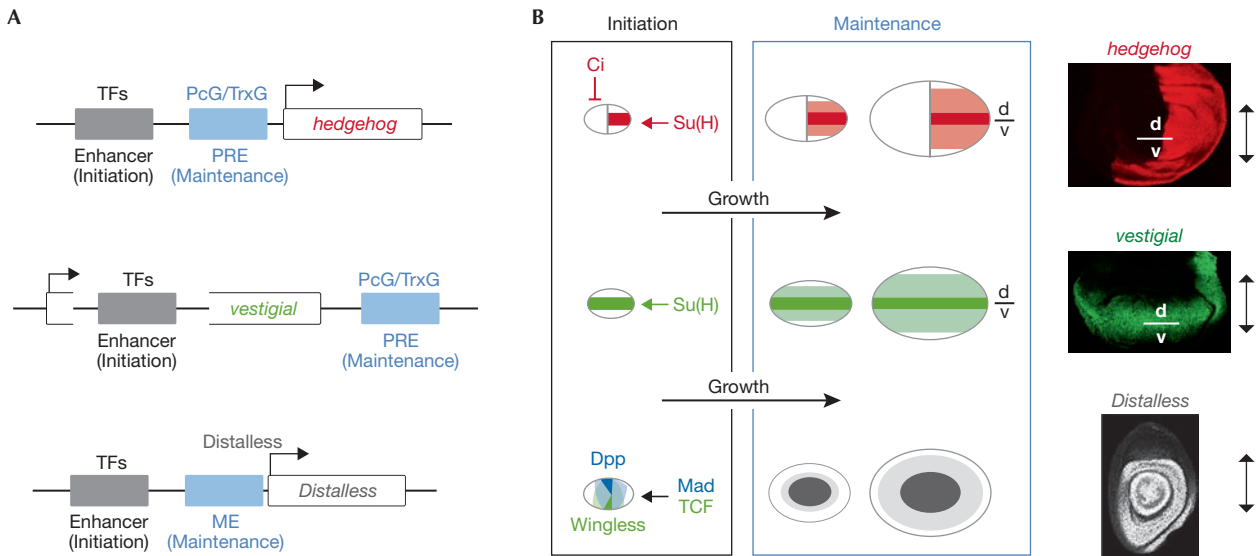 A
TFs
PcG/TrxG
hedgehog
Enhancer
(Initiation)
PRE
(Maintenance)
TFs
PcG/TrxG
vestigial
Enhancer
(Initiation)
PRE
(Maintenance)
Distalless
TFs
Distalless
Enhancer
(Initiation)
ME
(Maintenance)
B
Initiation
Maintenance
Ci
Su(H)
d
v
Growth
Su(H)
d
v
Growth
Dpp
Mad
TCF
Wingless
hedgehog
d
v
vestigial
d
v
Distalless